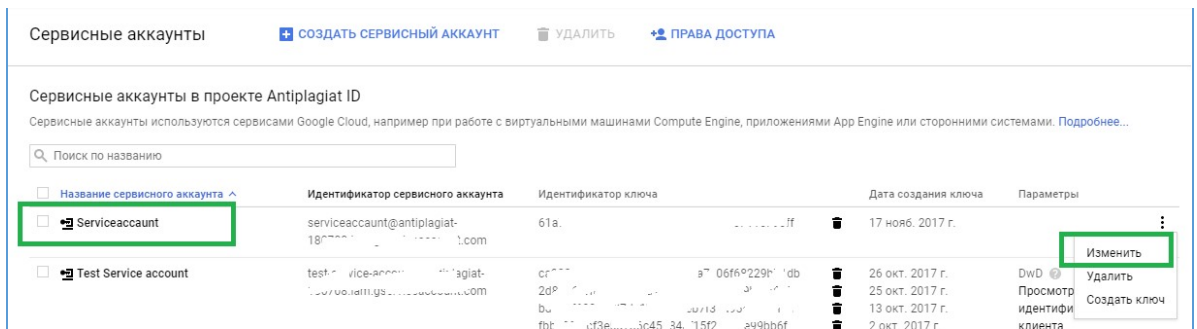 Сервисные аккаунты СОЗДАТЬ СЕРВИСНЫЙ АККАУНТ УДАЛИТЬ ПРАВА ДОСТУПА
Сервисные аккаунты в проекте Antiplagiat ID
Сервисные аккаунты используются сервисами Google Cloud, например при работе с виртуальными машинами Compute Engine, приложениями App Engine или сторонними системами. Подробнее...
Поиск по названию
Название сервисного аккаунта Идентификатор сервисного аккаунта Идентификатор ключа Дата создания ключа Параметры
Serviceaccaunt serviceaccaunt@antiplagiat- 61a. 17 нояб. 2017 г.
.com
Изменить
Удалить
Создать ключ
Test Service account 26 окт. 2017 г. DwD
25 окт. 2017 г. Просмотр
13 окт. 2017 г. идентифи
2 окт. 2017 г. клиента